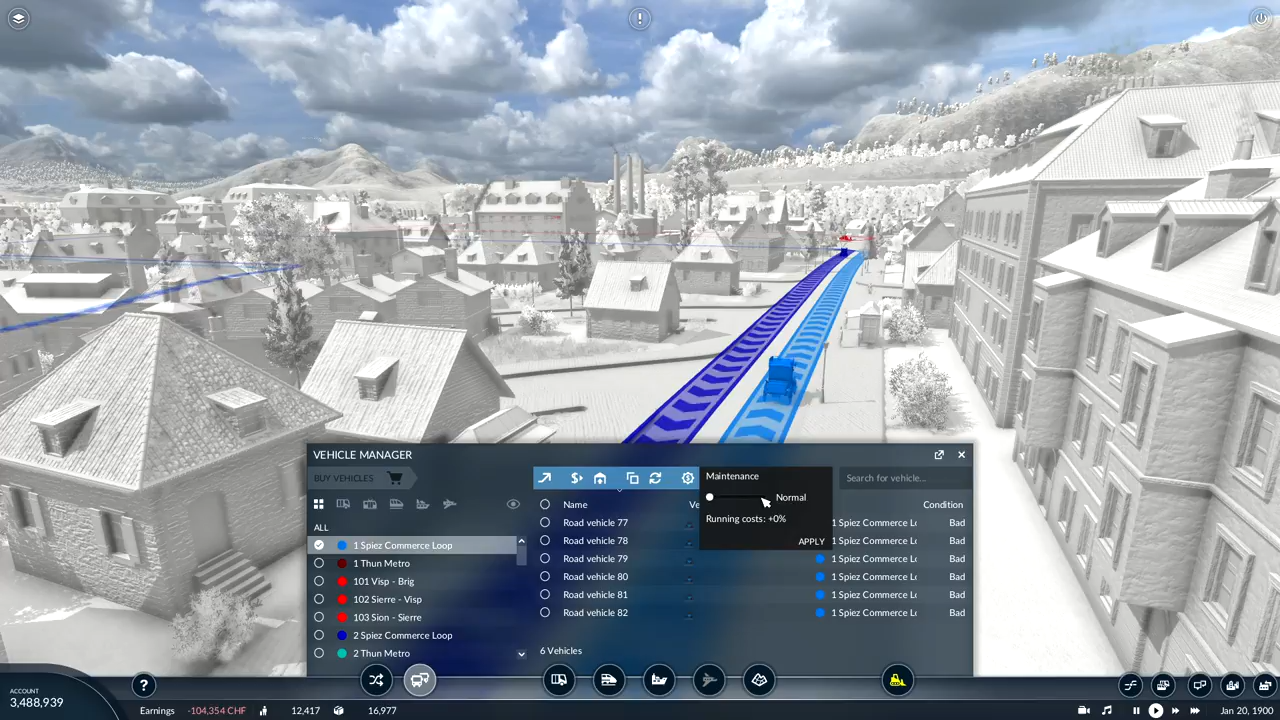 VEHICLE MANAGER
BUY VEHICLES
Maintenance
Normal
Running costs: +0%
APPLY
Search for vehicle...
ALL
1 Spiez Commerce Loop
1 Thun Metro
101 Visp - Brig
102 Sierre - Visp
103 Sion - Sierre
2 Spiez Commerce Loop
2 Thun Metro
Name Ve Condition
Road vehicle 77 1 Spiez Commerce Lo Bad
Road vehicle 78 1 Spiez Commerce Lo Bad
Road vehicle 79 1 Spiez Commerce Lo Bad
Road vehicle 80 1 Spiez Commerce Lo Bad
Road vehicle 81 1 Spiez Commerce Lo Bad
Road vehicle 82 1 Spiez Commerce Lo Bad
6 Vehicles
ACCOUNT
3,488,939
?
Earnings -104,354 CHF 12,417 16,977
Jan 20, 1900